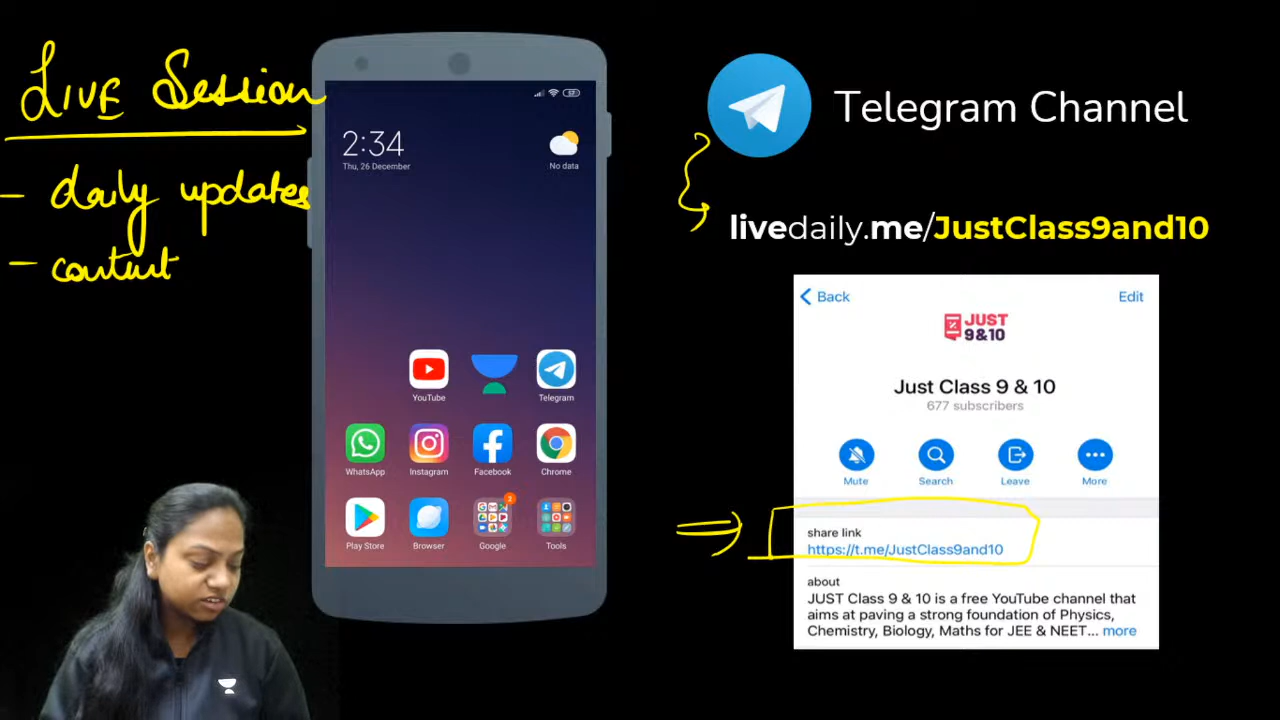 LIVE Session
- daily updates
- content
2:34
Thu, 26 December
No data
YouTube
Telegram
WhatsApp
Instagram
Facebook
Chrome
2
Play Store
Browser
Google
Tools
Telegram Channel
livedaily.me/JustClass9and10
Back
Edit
JUST
9&10
Just Class 9 & 10
677 subscribers
Mute
Search
Leave
More
share link
https://t.me/JustClass9and10
about
JUST Class 9 & 10 is a free YouTube channel that
aims at paving a strong foundation of Physics,
Chemistry, Biology, Maths for JEE & NEET... more